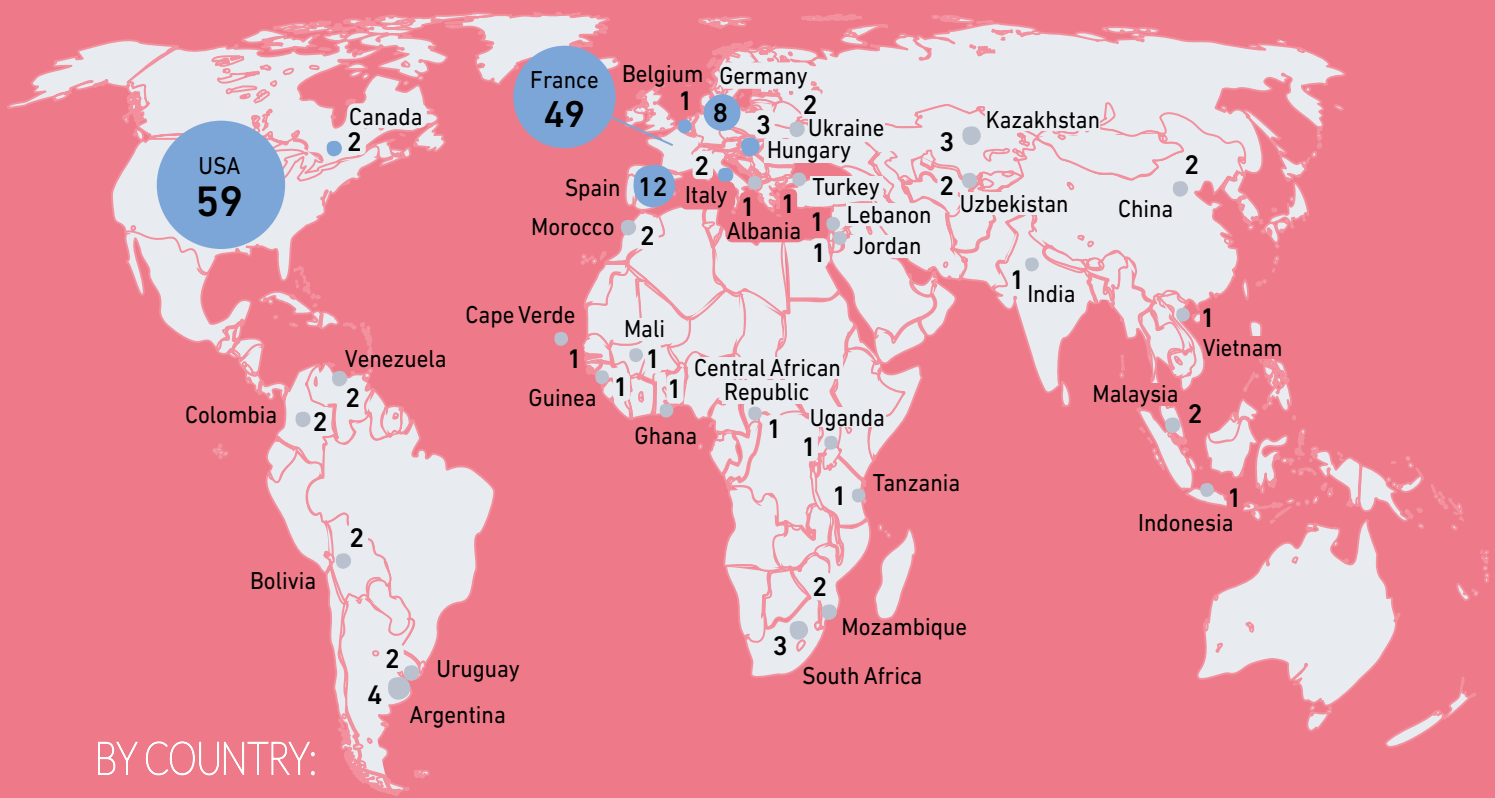 France
49
Belgium
1
Germany
8
Canada
2
USA
59
2
Ukraine
3
Hungary
Kazakhstan
3
2
Italy
Spain
12
1
Albania
1
Turkey
2
Uzbekistan
2
China
Morocco
2
1
Lebanon
1
Jordan
1
India
Cape Verde
1
Mali
1
Guinea
1
1
Ghana
Central African
Republic
1
Uganda
1
1
Tanzania
1
Vietnam
Malaysia
2
1
Indonesia
Venezuela
2
Colombia
2
2
Bolivia
2
Mozambique
3
South Africa
2
Uruguay
4
Argentina
BY COUNTRY: